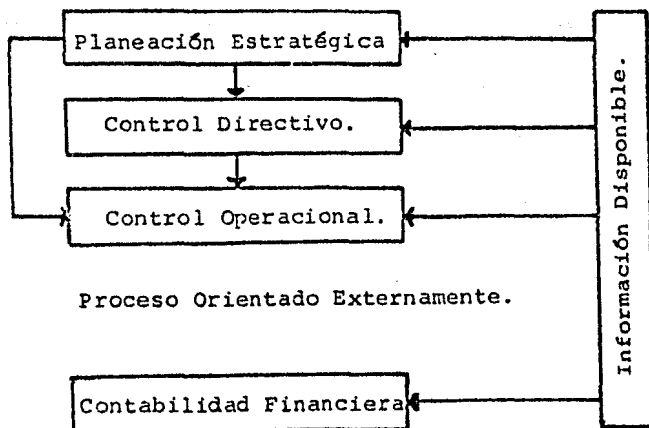 Planeación Estratégica
Control Directivo.
Control Operacional.
Proceso Orientado Externamente.
Contabilidad Financiera
Información Disponible.